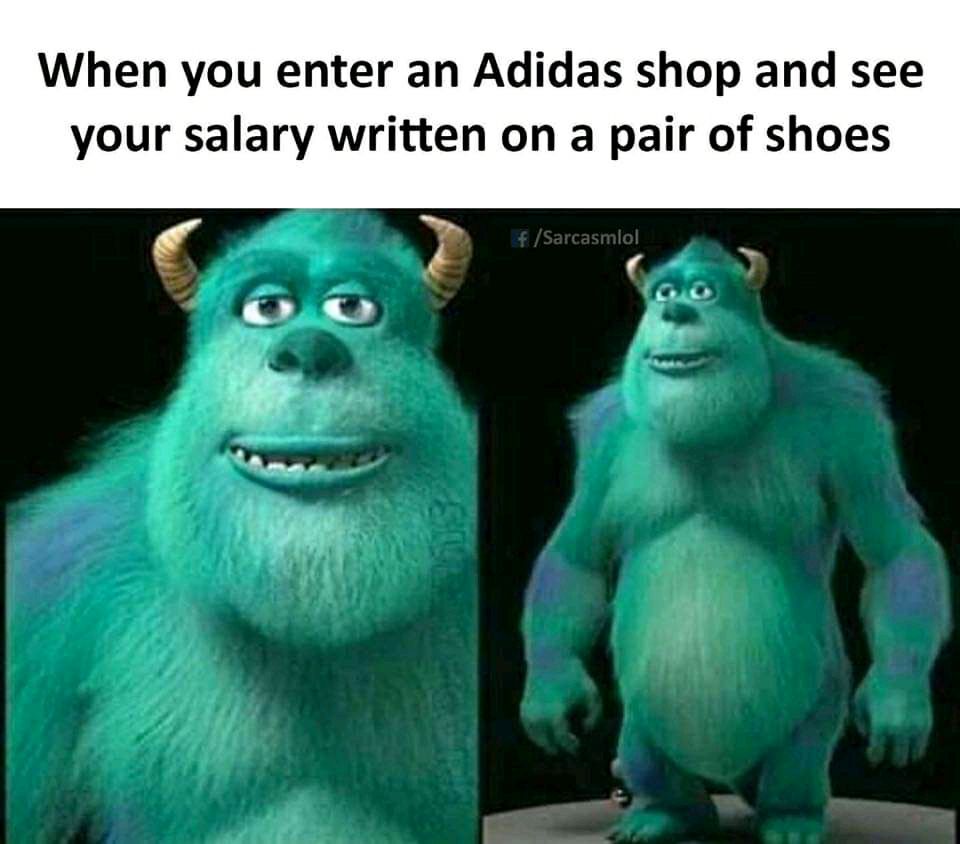 When you enter an Adidas shop and see
your salary written on a pair of shoes
f /Sarcasmlol